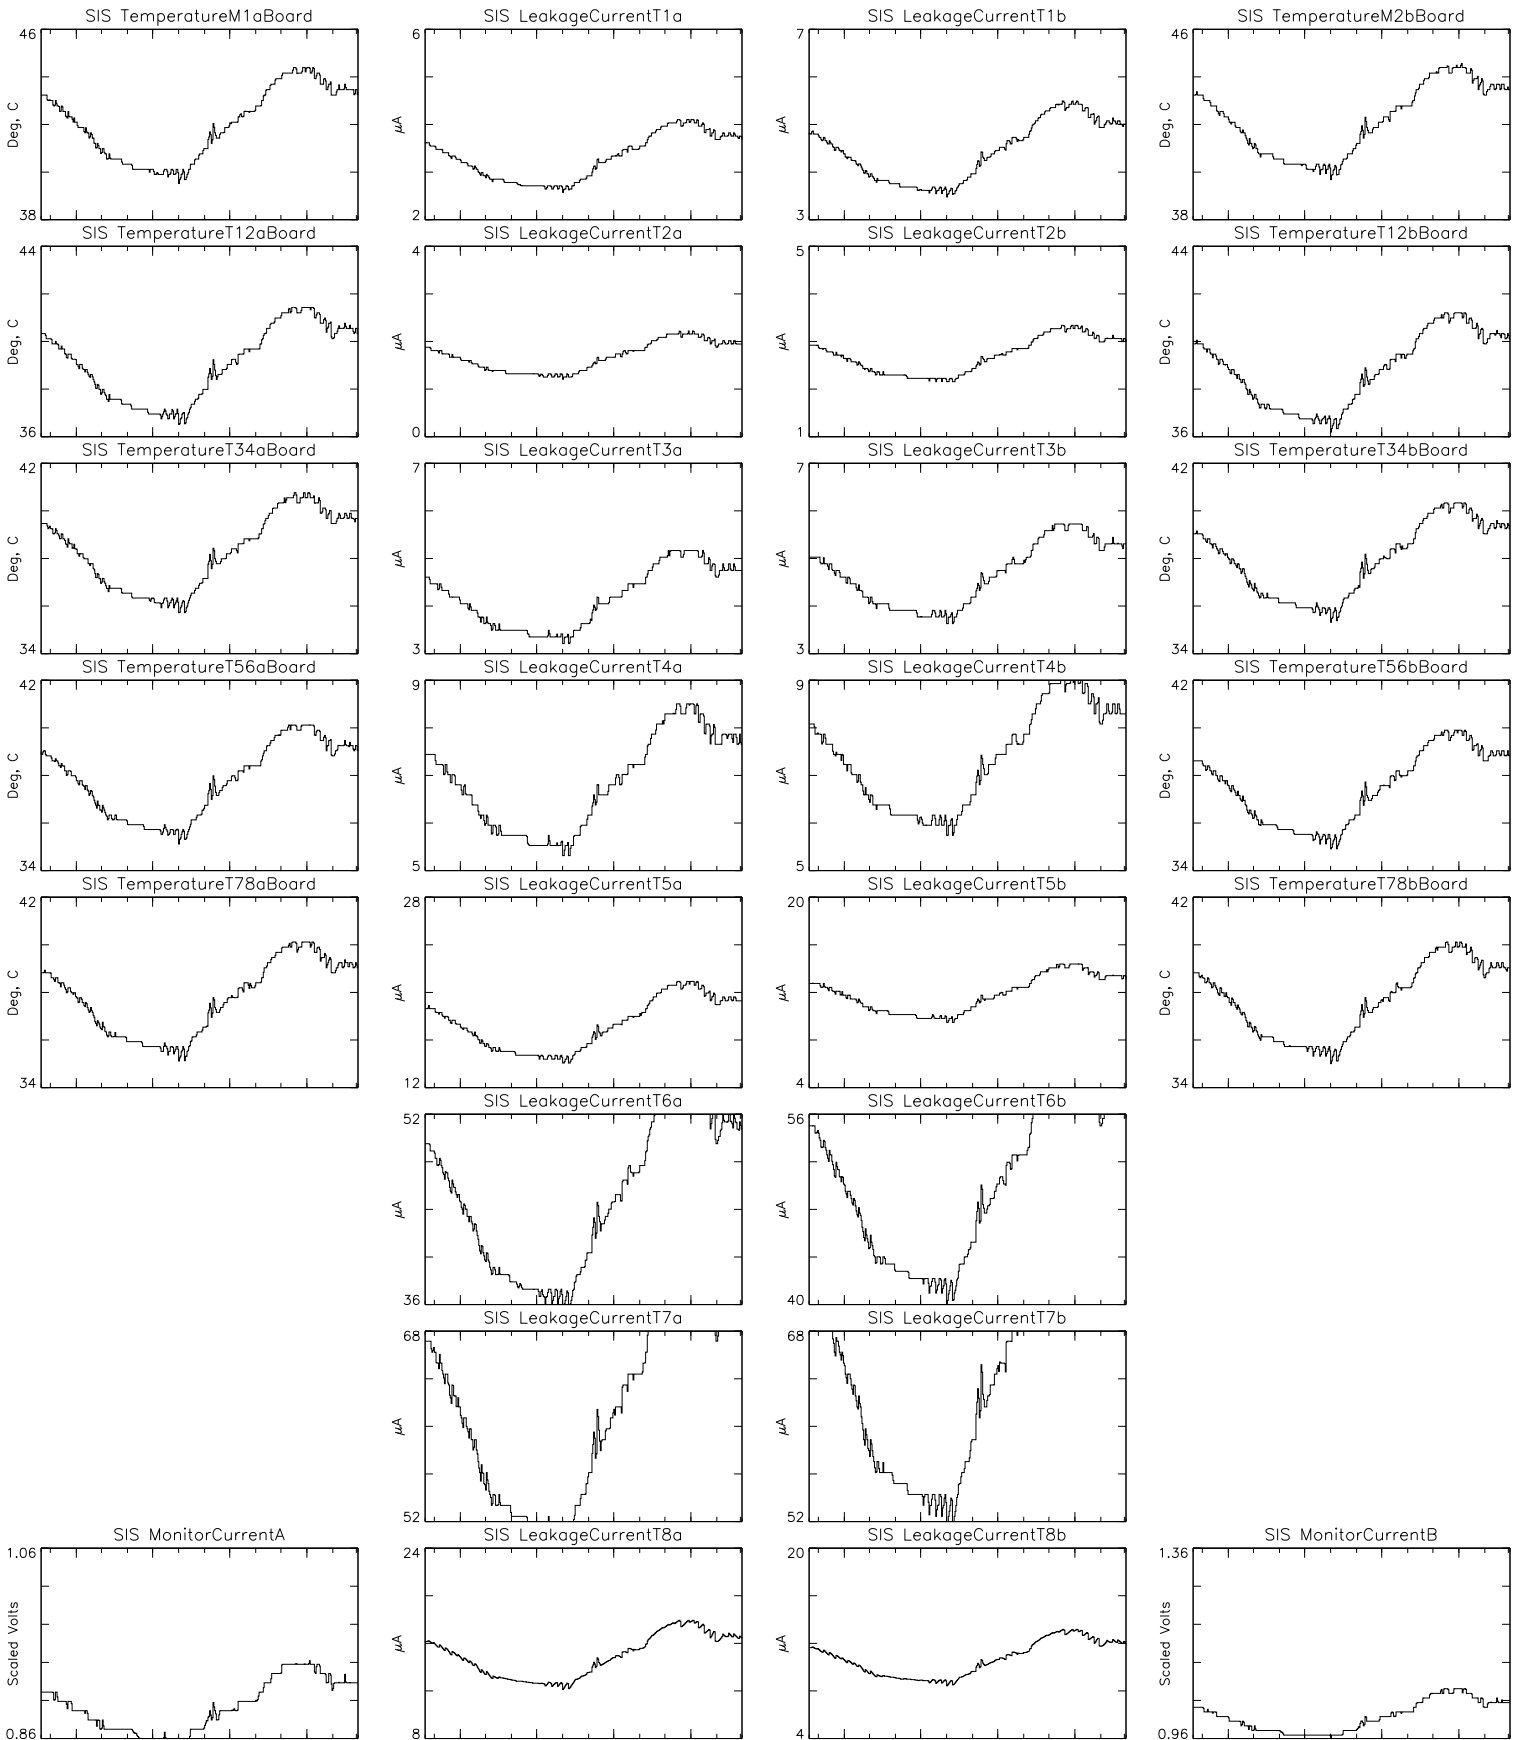 SIS TemperatureM1aBoard
SIS LeakageCurrentT1a
SIS LeakageCurrentT1b
SIS TemperatureM2bBoard
46
6
7
46
Deg, C
μA
μA
Deg, C
38
2
3
38
SIS TemperatureT12aBoard
SIS LeakageCurrentT2a
SIS LeakageCurrentT2b
SIS TemperatureT12bBoard
44
4
5
44
Deg, C
μA
μA
Deg, C
36
0
1
36
SIS TemperatureT34aBoard
SIS LeakageCurrentT3a
SIS LeakageCurrentT3b
SIS TemperatureT34bBoard
42
7
7
42
Deg, C
μA
μA
Deg, C
34
3
3
34
SIS TemperatureT56aBoard
SIS LeakageCurrentT4a
SIS LeakageCurrentT4b
SIS TemperatureT56bBoard
42
9
9
42
Deg, C
μA
μA
Deg, C
34
5
5
34
SIS TemperatureT78aBoard
SIS LeakageCurrentT5a
SIS LeakageCurrentT5b
SIS TemperatureT78bBoard
42
28
20
42
Deg, C
μA
μA
Deg, C
34
12
4
34
SIS LeakageCurrentT6a
SIS LeakageCurrentT6b
52
56
μA
μA
36
40
SIS LeakageCurrentT7a
SIS LeakageCurrentT7b
68
68
μA
μA
52
52
SIS MonitorCurrentA
SIS LeakageCurrentT8a
SIS LeakageCurrentT8b
SIS MonitorCurrentB
1.06
24
20
1.36
Scaled Volts
μA
μA
Scaled Volts
0.86
8
4
0.96